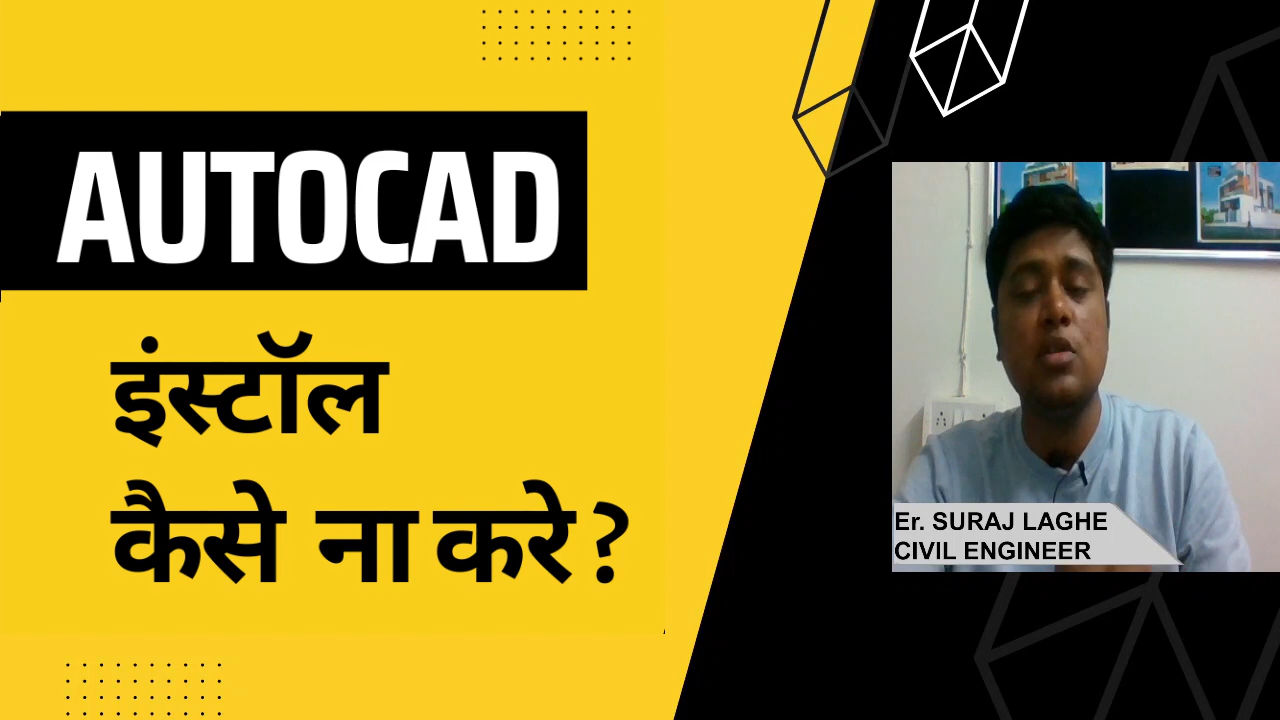 AUTOCAD
इंस्टॉल
कैसे ना करे?
Er. SURAJ LAGHE
CIVIL ENGINEER